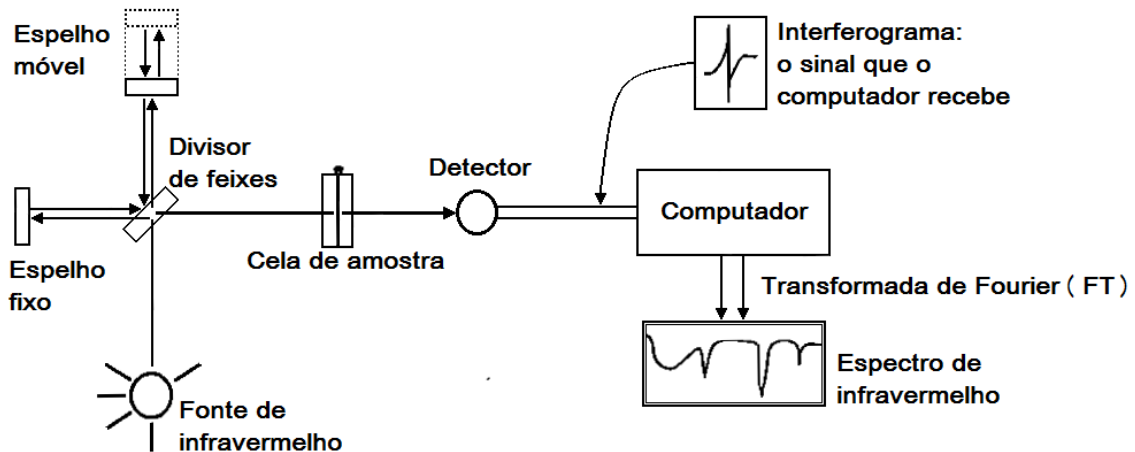 Espelho
móvel
Interferograma:
o sinal que o
computador recebe
Divisor
de feixes
Detector
Computador
Cela de amostra
Espelho
fixo
Transformada de Fourier ( FT )
Espectro de
infravermelho
Fonte de
infravermelho